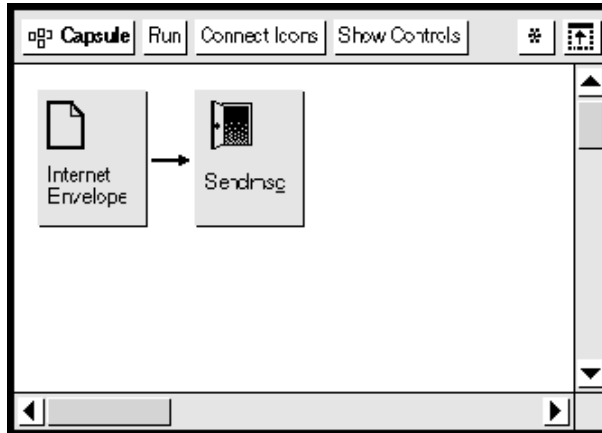 Capsule Run Connect Icons Show Controls *
Internet
Envelope
Sendmsg